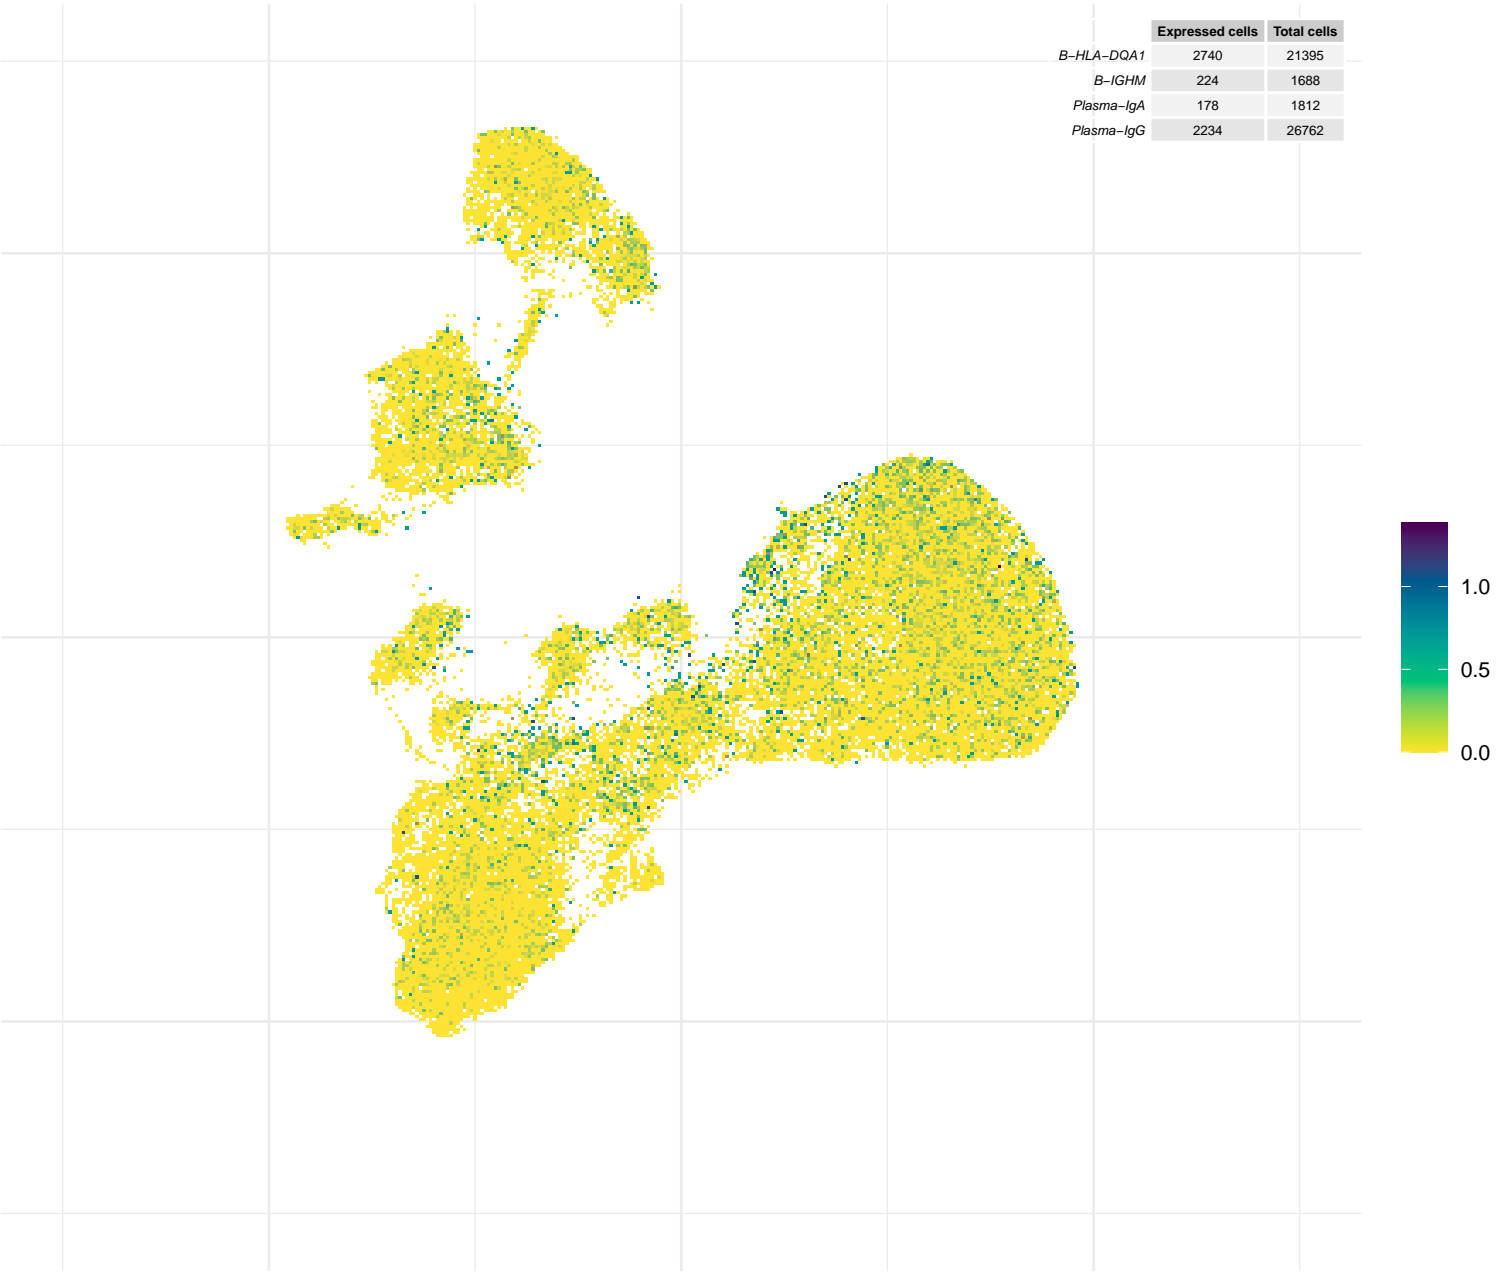 Expressed cells Total cells
B−HLA−DQA1 2740 21395
B−IGHM 224 1688
Plasma−IgA 178 1812
Plasma−IgG 2234 26762
1.0
0.5
0.0